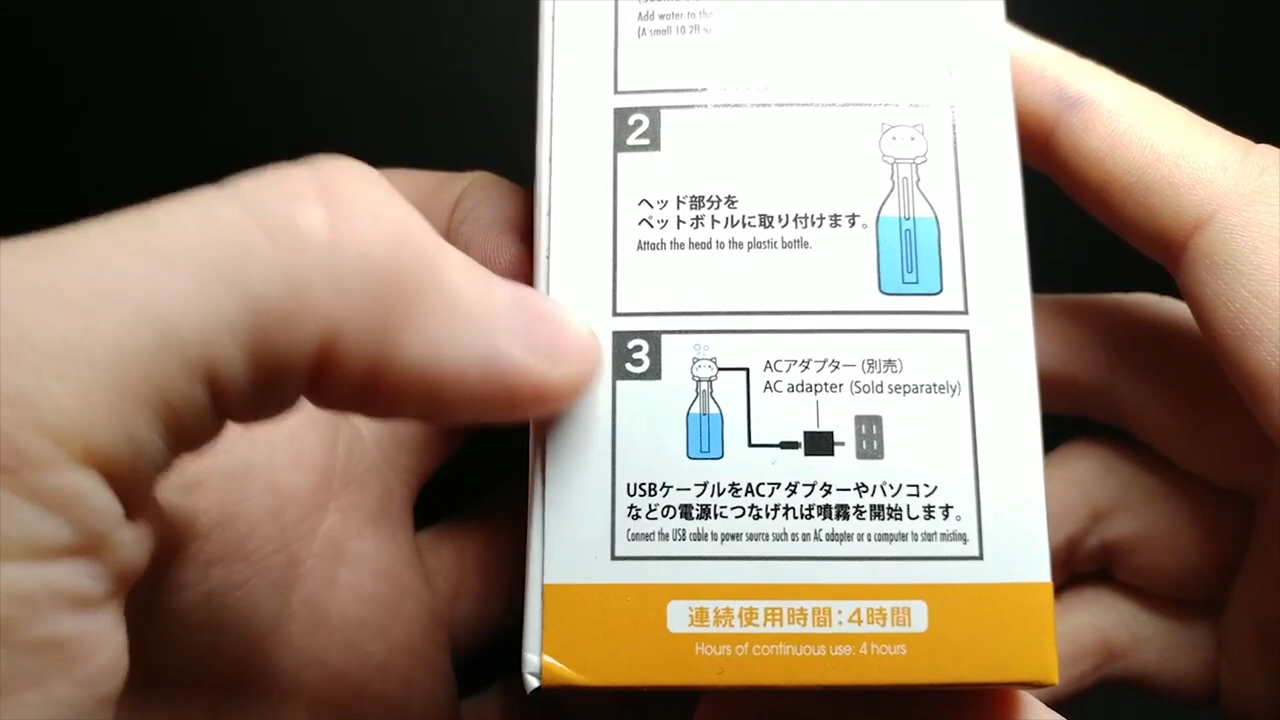 Add water to the
(A small 10.2fl
2
ヘッド部分を
ペットボトルに取り付けます。
Attach the head to the plastic bottle.
3
ACアダプター(別売)
AC adapter (Sold separately)
USBケーブルをACアダプターやパソコン
などの電源につなげれば噴霧を開始します。
Connect the USB cable to power source such as an AC adapter or a computer to start misting.
連続使用時間:4時間
Hours of continuous use: 4 hours